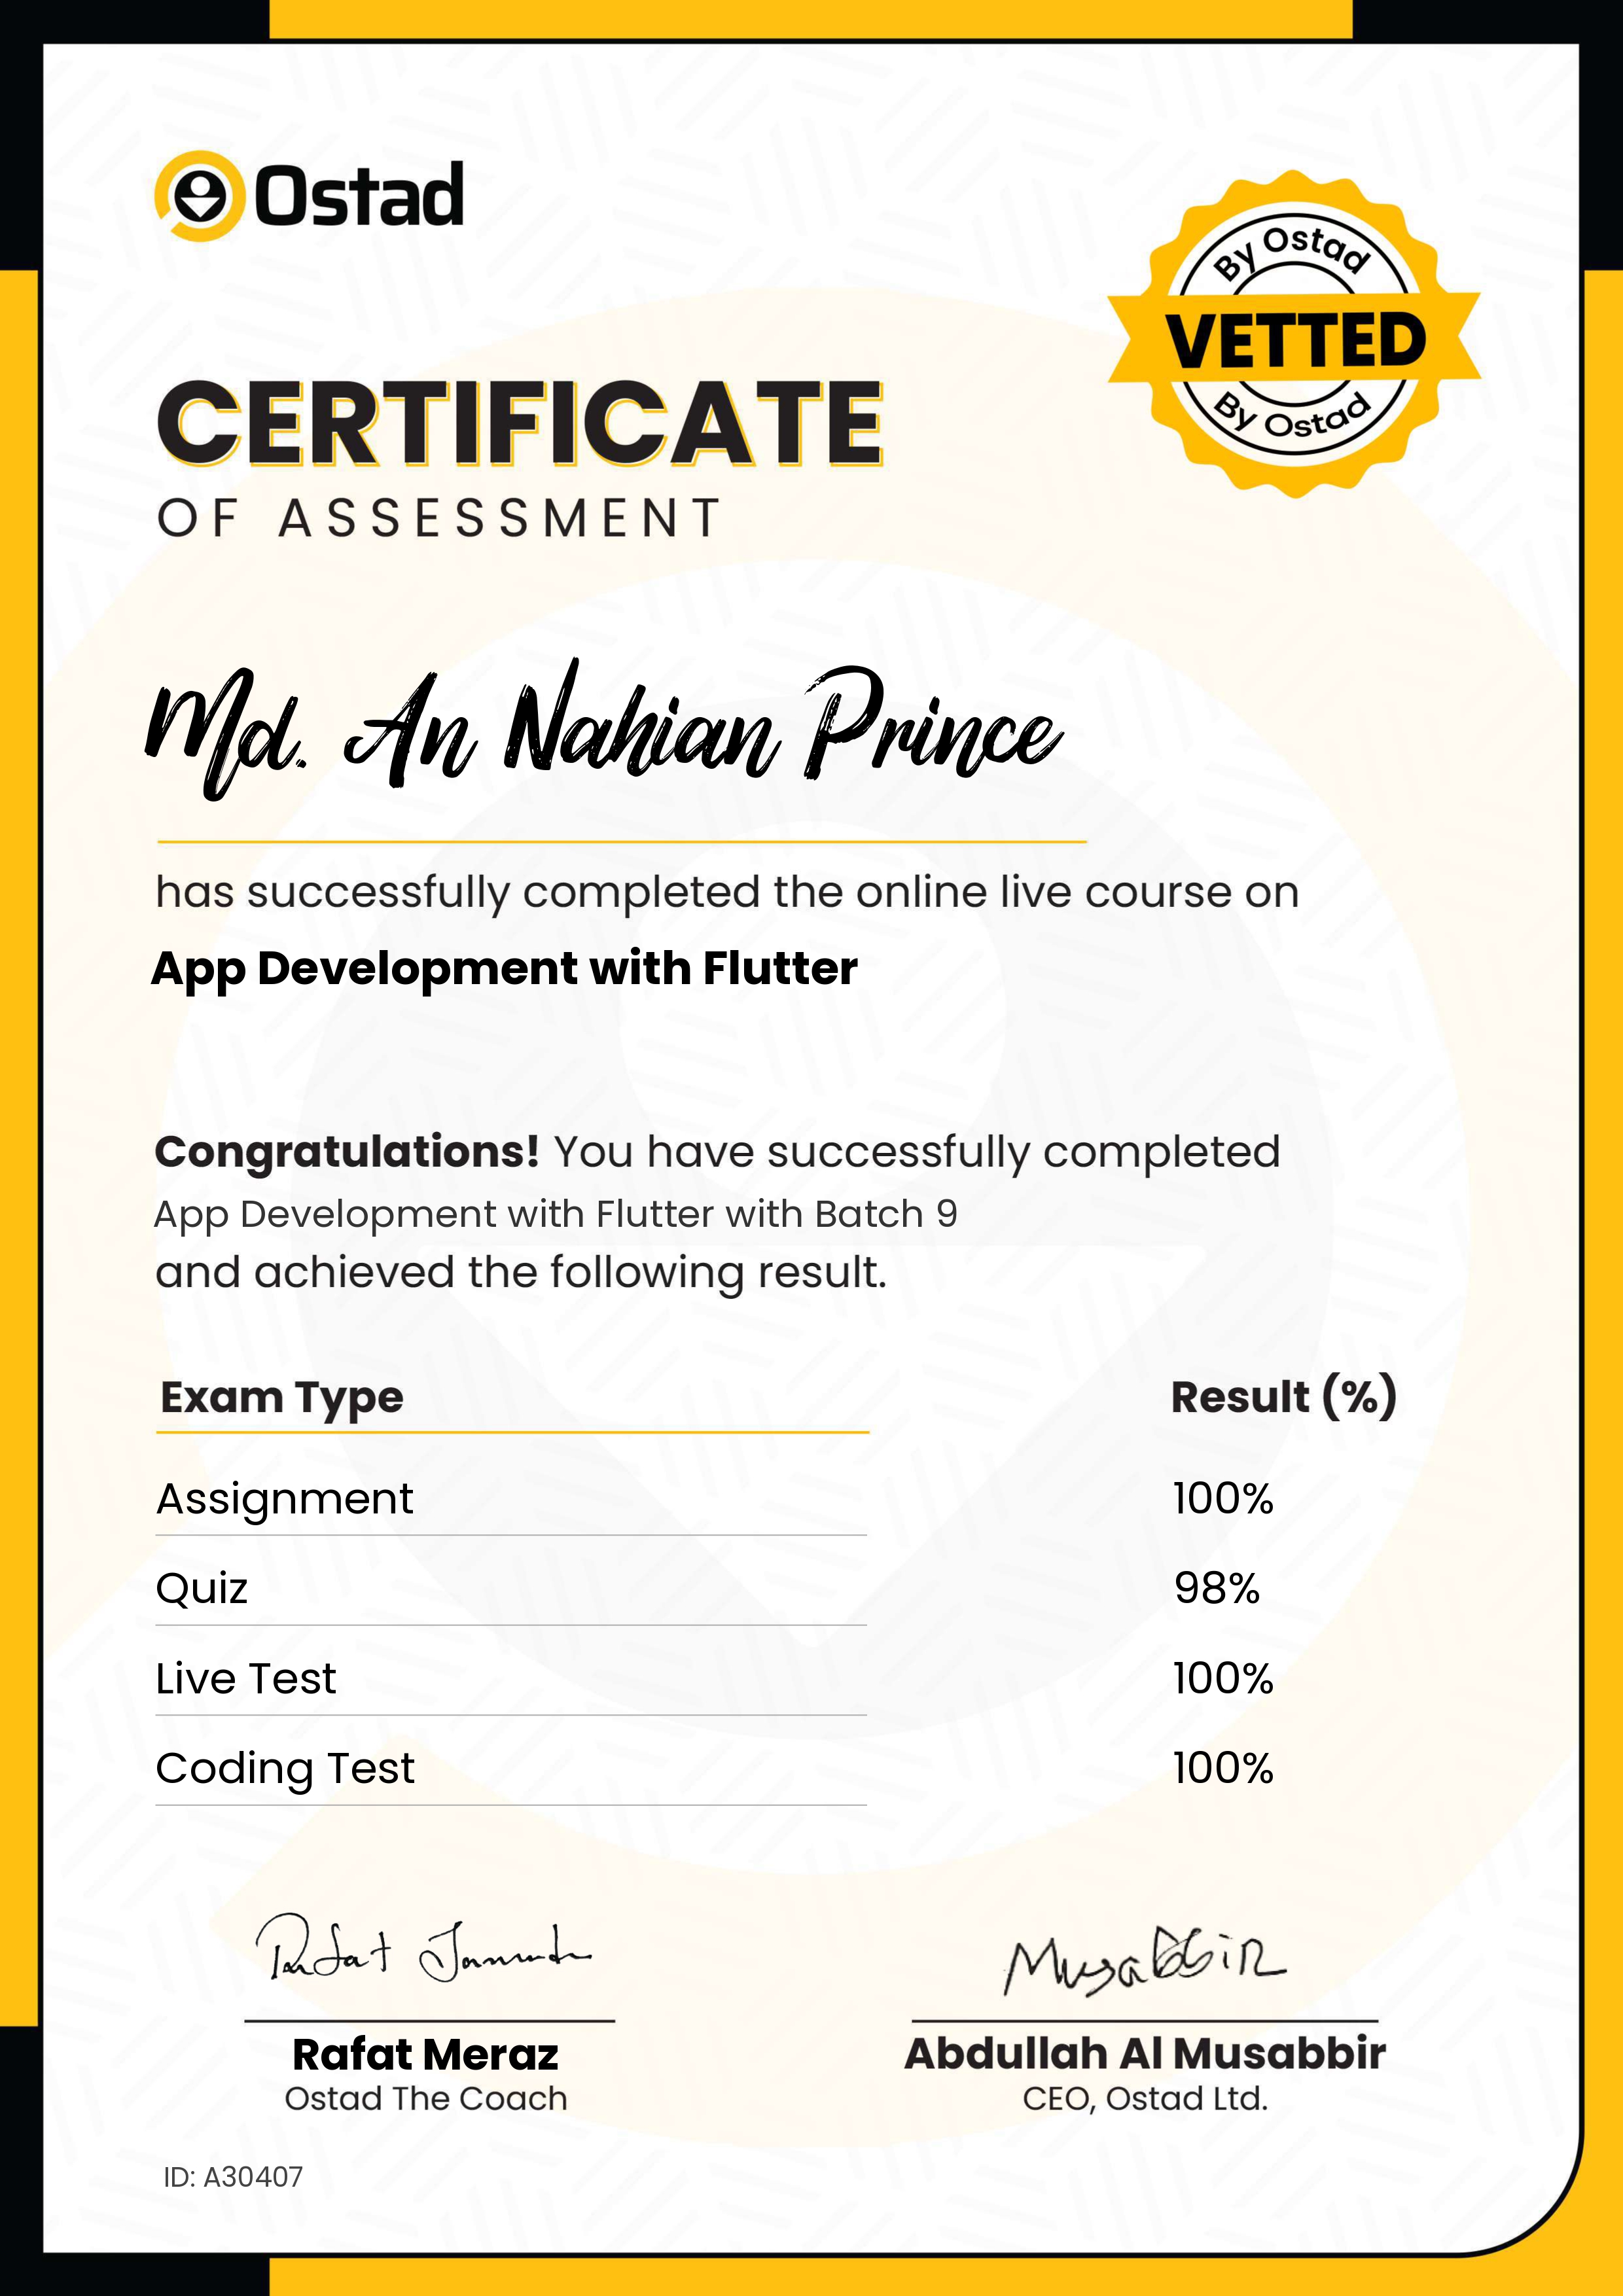 Ostad
By Ostad
VETTED
By Ostad
CERTIFICATE
OF ASSESSMENT
Md. An Nahian Prince
has successfully completed the online live course on
App Development with Flutter
Congratulations! You have successfully completed
App Development with Flutter with Batch 9
and achieved the following result.
Exam Type Result (%)
Assignment 100%
Quiz 98%
Live Test 100%
Coding Test 100%
Musabbir
Rafat Meraz Abdullah Al Musabbir
Ostad The Coach CEO, Ostad Ltd.
ID: A30407